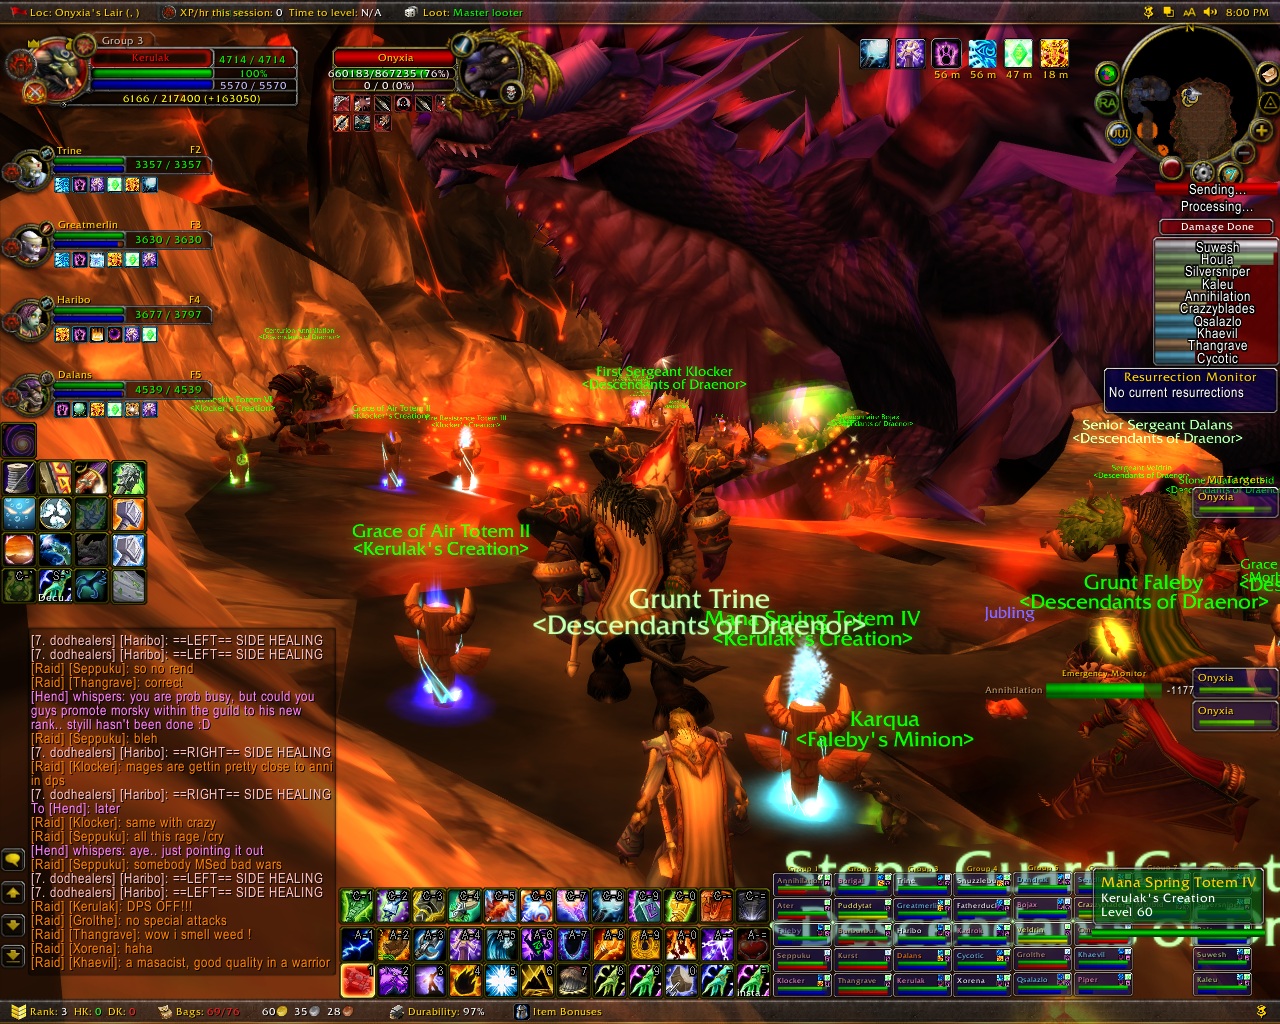 Loc: Onyxia's Lair (, )
XP/hr this session: 0 Time to level: N/A
Loot: Master looter
8:00 PM
Group 3
Kerulak
4714 / 4714
100%
5570 / 5570
6166 / 217400 (+163050)
Onyxia
660183/867235 (76%)
0 / 0 (0%)
56 m
56 m
47 m
18 m
Trine
F2
3357 / 3357
Greatmerlin
F3
3630 / 3630
Haribo
F4
3677 / 3797
Dalans
F5
4539 / 4539
Sending...
Processing...
Damage Done
Suwesh
Houla
Silversniper
Kaleu
Annihilation
Crazzyblades
Qsalazlo
Khaevil
Thangrave
Cycotic
Resurrection Monitor
No current resurrections
Senior Sergeant Dalans
<Descendants of Draenor>
First Sergeant Klocker
<Descendants of Draenor>
MT Targets
Onyxia
Grace of Air Totem II
<Kerulak's Creation>
Grunt Trine
<Descendants of Draenor>
Mana Spring Totem IV
<Kerulak's Creation>
Grunt Faleby
<Descendants of Draenor>
Jubling
Emergency Monitor
Annihilation
-1177
Onyxia
Onyxia
Karqua
<Faleby's Minion>
[7. dodhealers] [Haribo]: ==LEFT== SIDE HEALING
[7. dodhealers] [Haribo]: ==LEFT== SIDE HEALING
[Raid] [Seppuku]: so no rend
[Raid] [Thangrave]: correct
[Hend] whispers: you are prob busy, but could you
guys promote morsky within the guild to his new
rank.. styill hasn't been done :D
[Raid] [Seppuku]: bleh
[7. dodhealers] [Haribo]: ==RIGHT== SIDE HEALING
[Raid] [Klocker]: mages are gettin pretty close to anni
in dps
[7. dodhealers] [Haribo]: ==RIGHT== SIDE HEALING
To [Hend]: later
[Raid] [Klocker]: same with crazy
[Raid] [Seppuku]: all this rage /cry
[Hend] whispers: aye.. just pointing it out
[Raid] [Seppuku]: somebody MSed bad wars
[7. dodhealers] [Haribo]: ==LEFT== SIDE HEALING
[7. dodhealers] [Haribo]: ==LEFT== SIDE HEALING
[Raid] [Kerulak]: DPS OFF!!!
[Raid] [Grolthe]: no special attacks
[Raid] [Thangrave]: wow i smell weed !
[Raid] [Xorena]: haha
[Raid] [Khaevil]: a masacist, good quality in a warrior
Stone Guard Great
Mana Spring Totem IV
Kerulak's Creation
Level 60
Ater
Puddytat
Fatherduc
Bojax
Haribo
Veldrin
Seppuku
Kurst
Dalans
Cycotic
Grolthe
Khaevil
Suwesh
Klocker
Thangrave
Kerulak
Xorena
Qsalazlo
Piper
Kaleu
Rank: 3 HK: 0 DK: 0
Bags: 69/76
60 35 28
Durability: 97%
Item Bonuses